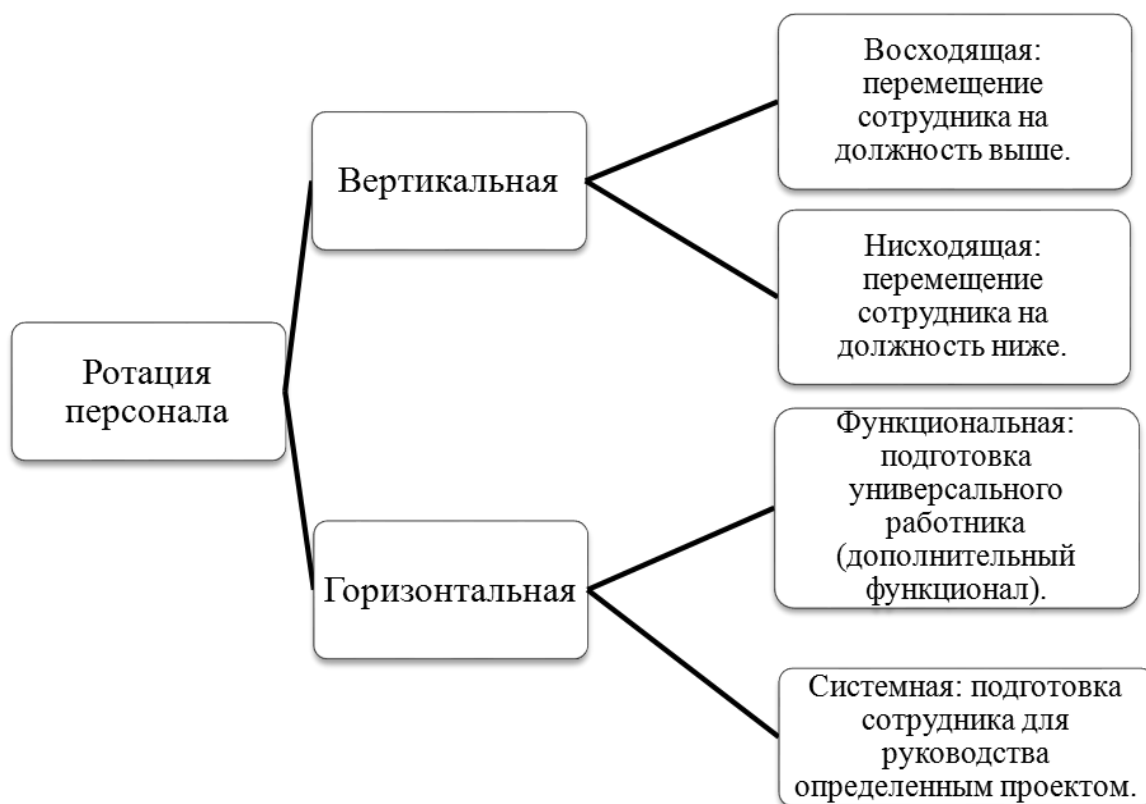 Ротация
персонала
Вертикальная
Восходящая:
перемещение
сотрудника на
должность выше.
Нисходящая:
перемещение
сотрудника на
должность ниже.
Горизонтальная
Функциональная:
подготовка
универсального
работника
(дополнительный
функционал).
Системная: подготовка
сотрудника для
руководства
определенным проектом.